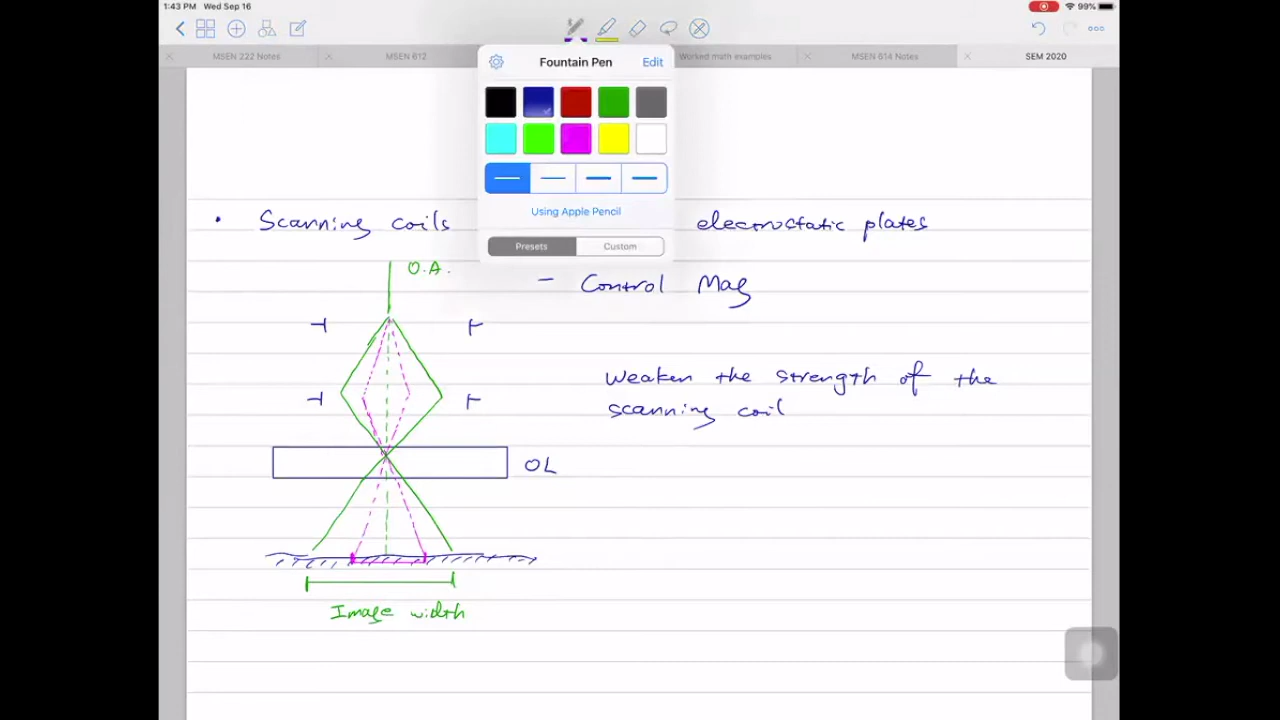 1:43 PM Wed Sep 16
99%
MSEN 222 Notes
MSEN 612
Worked math examples
MSEN 614 Notes
SEM 2020
Fountain Pen
Edit
Using Apple Pencil
Presets
Custom
• Scanning coils electrostatic plates
O.A.
- Control Mag
Weaken the strength of the
scanning coil
OL
Image width